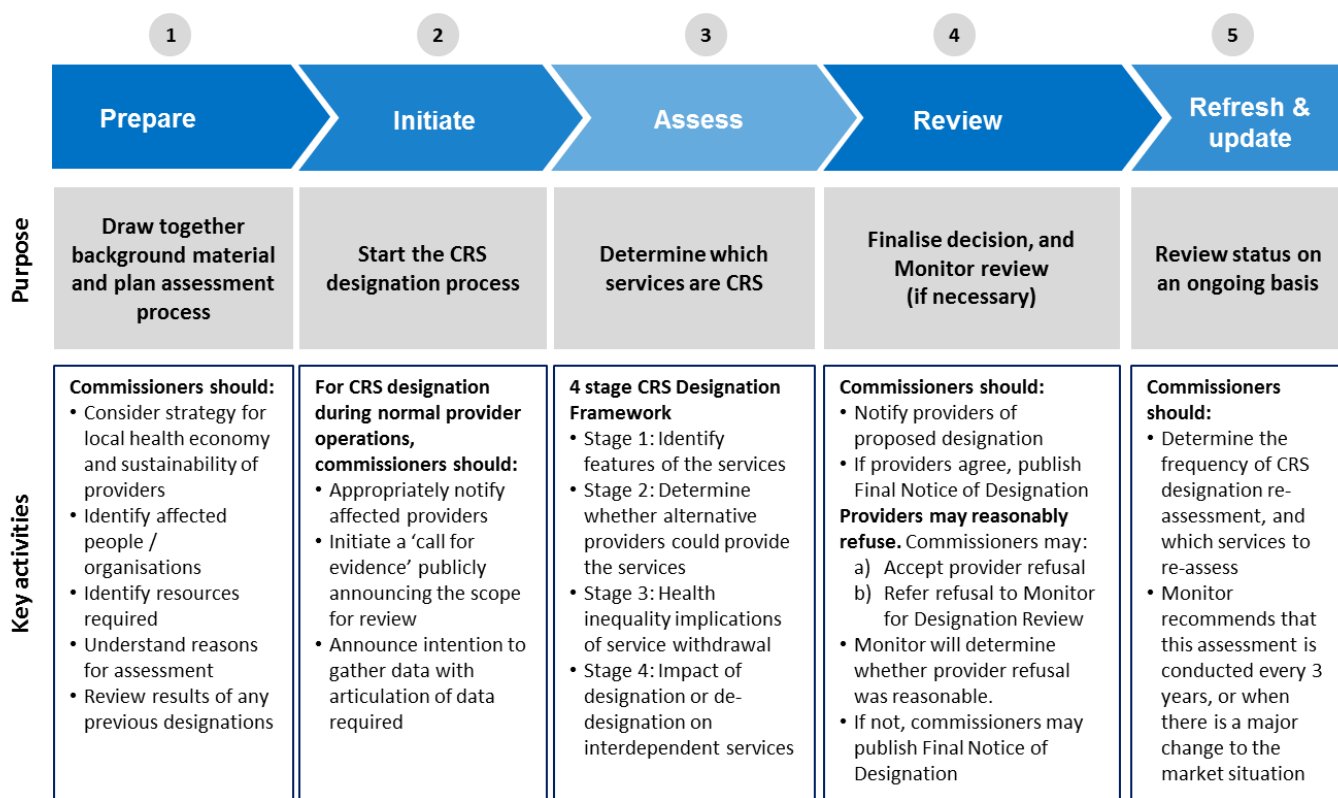 1
2
3
4
5
Prepare
Initiate
Assess
Review
Refresh &
update
Purpose
Draw together
background material
and plan assessment
process
Start the CRS
designation process
Determine which
services are CRS
Finalise decision, and
Monitor review
(if necessary)
Review status on
an ongoing basis
Key activities
Commissioners should:
• Consider strategy for
local health economy
and sustainability of
providers
• Identify affected
people /
organisations
• Identify resources
required
• Understand reasons
for assessment
• Review results of any
previous designations
For CRS designation
during normal provider
operations,
commissioners should:
• Appropriately notify
affected providers
• Initiate a ‘call for
evidence’ publicly
announcing the scope
for review
• Announce intention to
gather data with
articulation of data
required
4 stage CRS Designation
Framework
• Stage 1: Identify
features of the services
• Stage 2: Determine
whether alternative
providers could provide
the services
• Stage 3: Health
inequality implications
of service withdrawal
• Stage 4: Impact of
designation or de-
designation on
interdependent services
Commissioners should:
• Notify providers of
proposed designation
• If providers agree, publish
Final Notice of Designation
Providers may reasonably
refuse. Commissioners may:
a) Accept provider refusal
b) Refer refusal to Monitor
for Designation Review
• Monitor will determine
whether provider refusal
was reasonable.
• If not, commissioners may
publish Final Notice of
Designation
Commissioners
should:
• Determine the
frequency of CRS
designation re-
assessment, and
which services to
re-assess
• Monitor
recommends that
this assessment is
conducted every 3
years, or when
there is a major
change to the
market situation